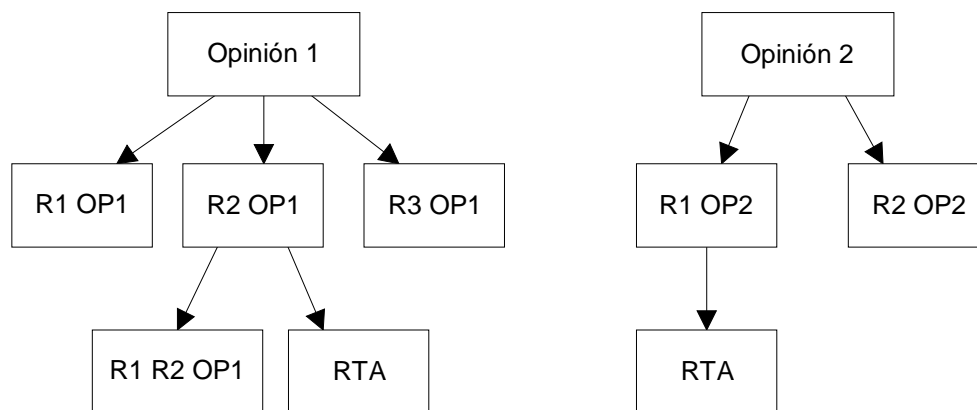 Opinión 1
Opinión 2
R1 OP1
R2 OP1
R3 OP1
R1 OP2
R2 OP2
R1 R2 OP1
RTA
RTA